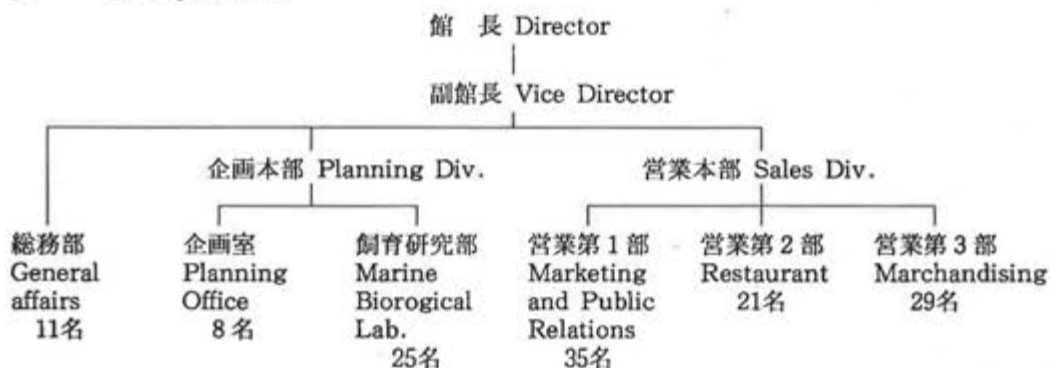 館 長 Director
副館長 Vice Director
企画本部 Planning Div.
営業本部 Sales Div.
総務部
General
affairs
11名
企画室
Planning
Office
8名
飼育研究部
Marine
Biorogical
Lab.
25名
営業第1部
Marketing
and Public
Relations
35名
営業第2部
Restaurant
21名
営業第3部
Marchandising
29名